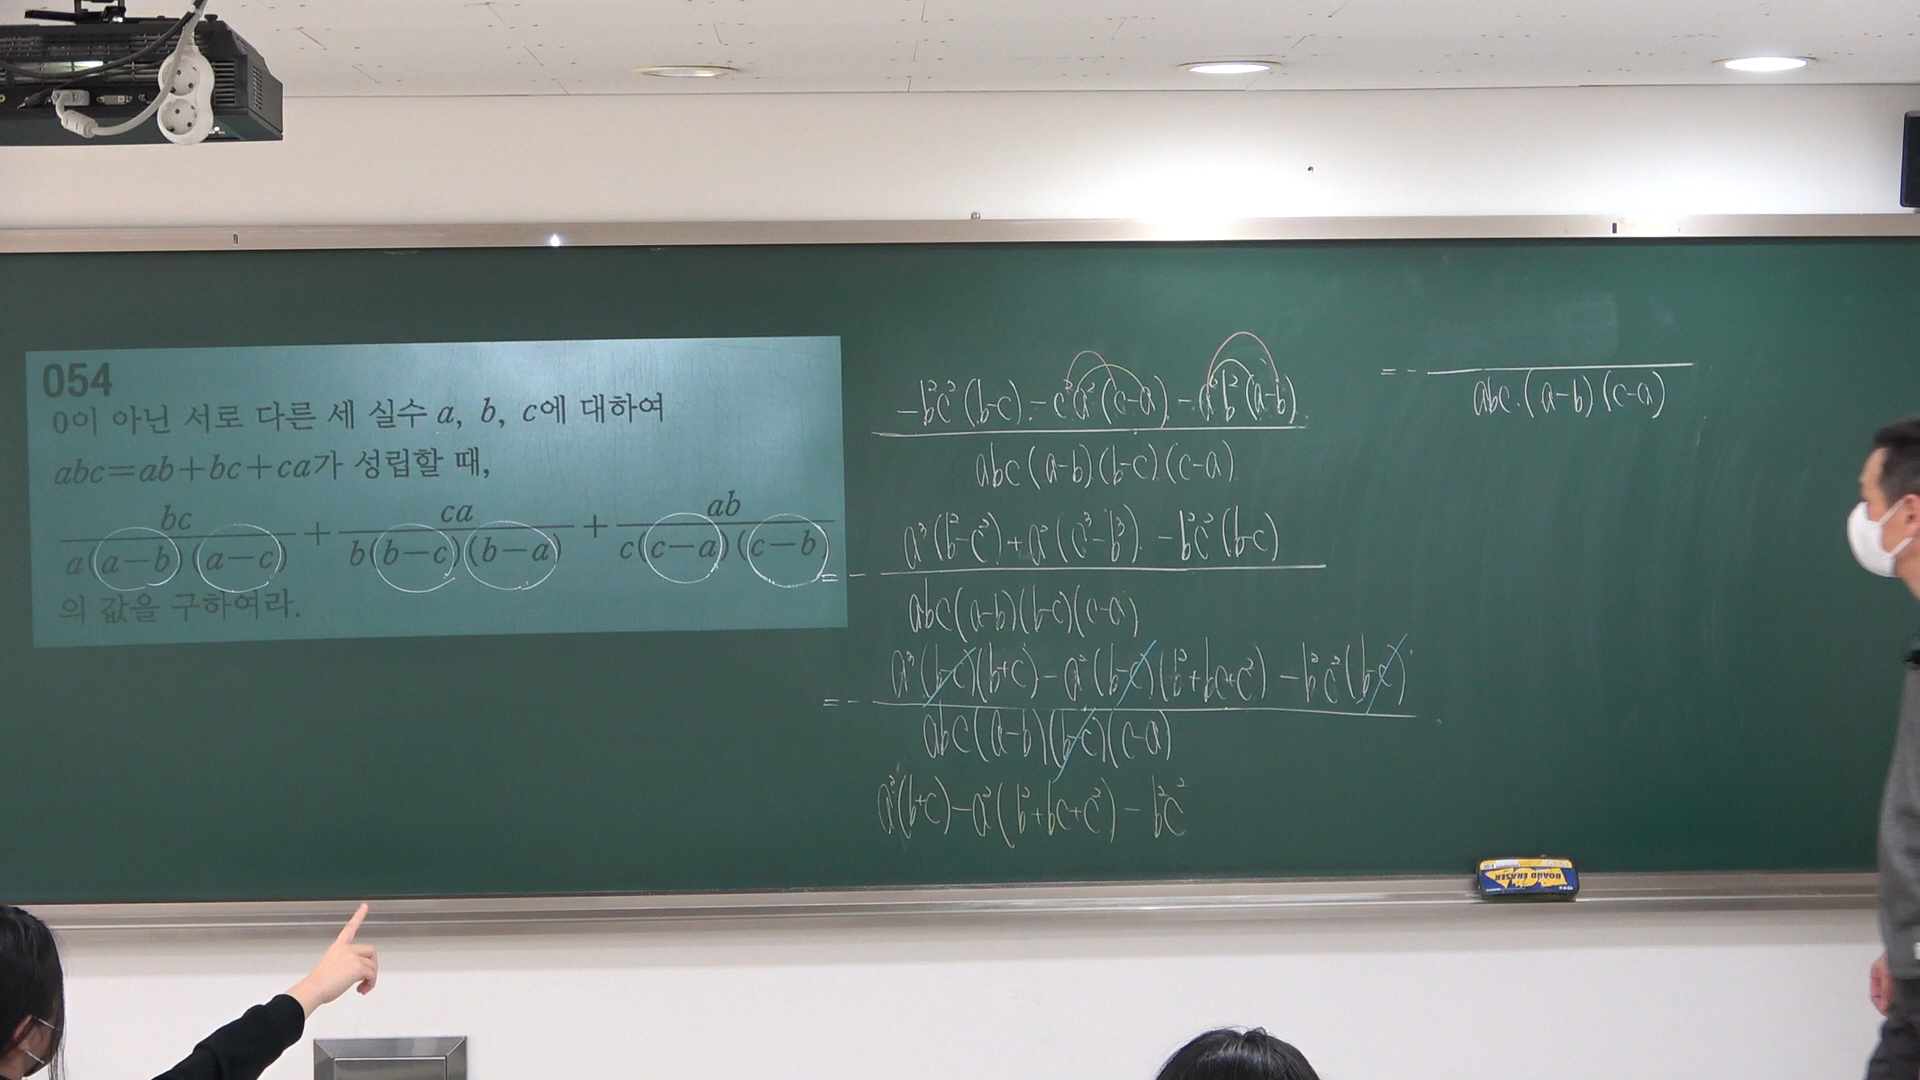 054
0이 아닌 서로 다른 세 실수 a, b, c에 대하여
abc=ab+bc+ca가 성립할 때,
bc/a(a-b)(a-c) + ca/b(b-c)(b-a) + ab/c(c-a)(c-b)
의 값을 구하여라.
-b²c²(b-c)-c²a²(c-a)-a²b²(a-b)
abc(a-b)(b-c)(c-a)
a³(b²-c²)+a²(c³-b³)-b²c²(b-c)
= -
abc(a-b)(b-c)(c-a)
a³(b-c)(b+c)-a²(b-c)(b²+bc+c²)-b²c²(b-c)
= -
abc(a-b)(b-c)(c-a)
(b+c)-a²(b²+bc+c²)-b²c²
= -
abc.(a-b)(c-a)
BOARD ERASER